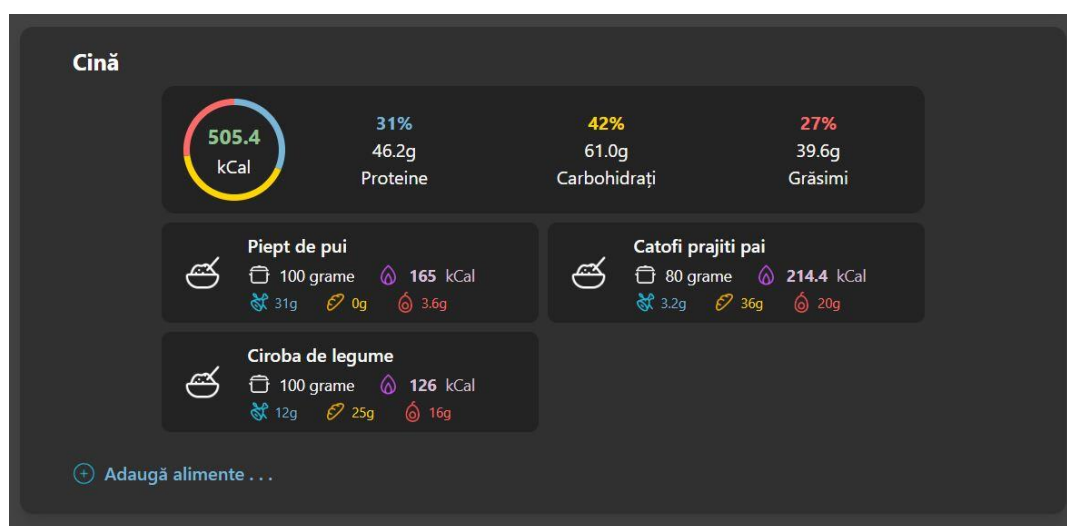 Cină
505.4
kCal
31%
46.2g
Proteine
42%
61.0g
Carbohidrați
27%
39.6g
Grăsimi
Piept de pui
100 grame 165 kCal
31g 0g 3.6g
Catofi prajiti pai
80 grame 214.4 kCal
3.2g 36g 20g
Ciroba de legume
100 grame 126 kCal
12g 25g 16g
Adaugă alimente . . .